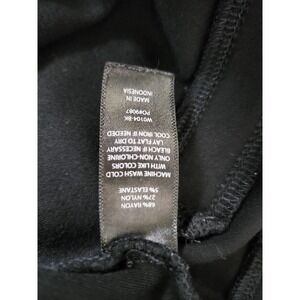 68% RAYON
27% NYLON
5% ELASTANE
MACHINE WASH COLD
WITH LIKE COLORS
ONLY NON-CHLORINE
BLEACH IF NECESSARY
LAY FLAT TO DRY
COOL IRON IF NEEDED
W0104-BK
PO#9087
MADE IN
INDONESIA